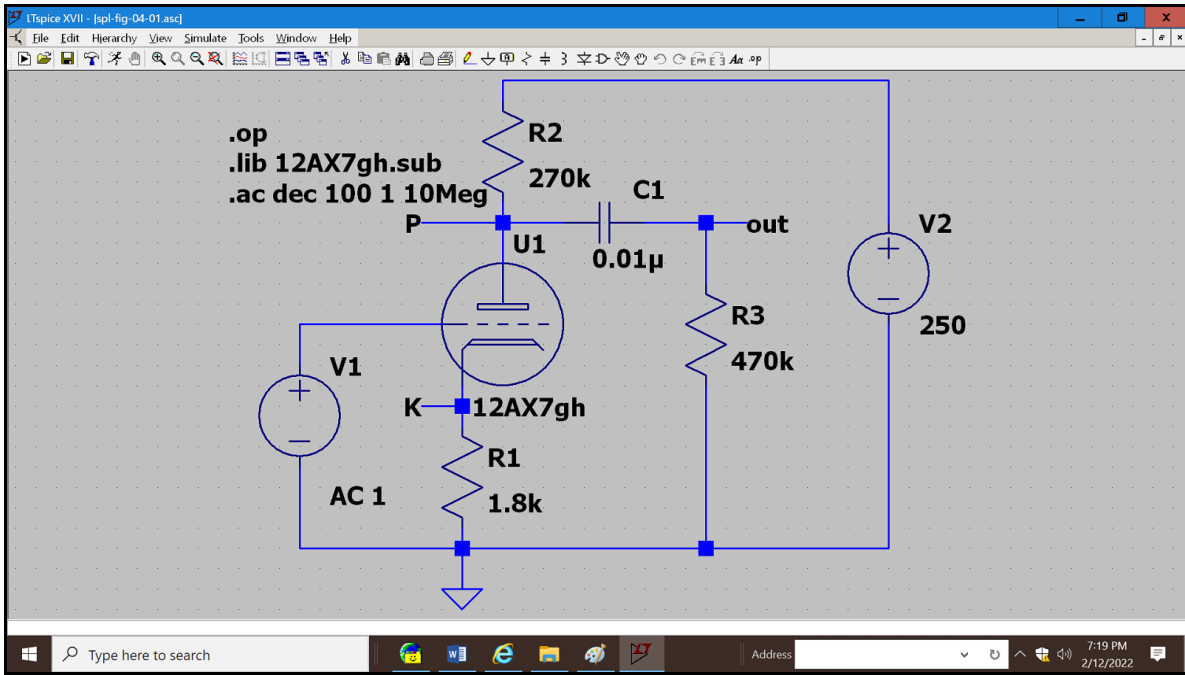 LTspice XVII - [spl-fig-04-01.asc]
File Edit Hierarchy View Simulate Tools Window Help
Aa .op
.op
.lib 12AX7gh.sub
.ac dec 100 1 10Meg
R2
270k
C1
P
out
V2
U1
0.01µ
R3
250
470k
V1
K
12AX7gh
R1
AC 1
1.8k
Type here to search
Address
7:19 PM
2/12/2022